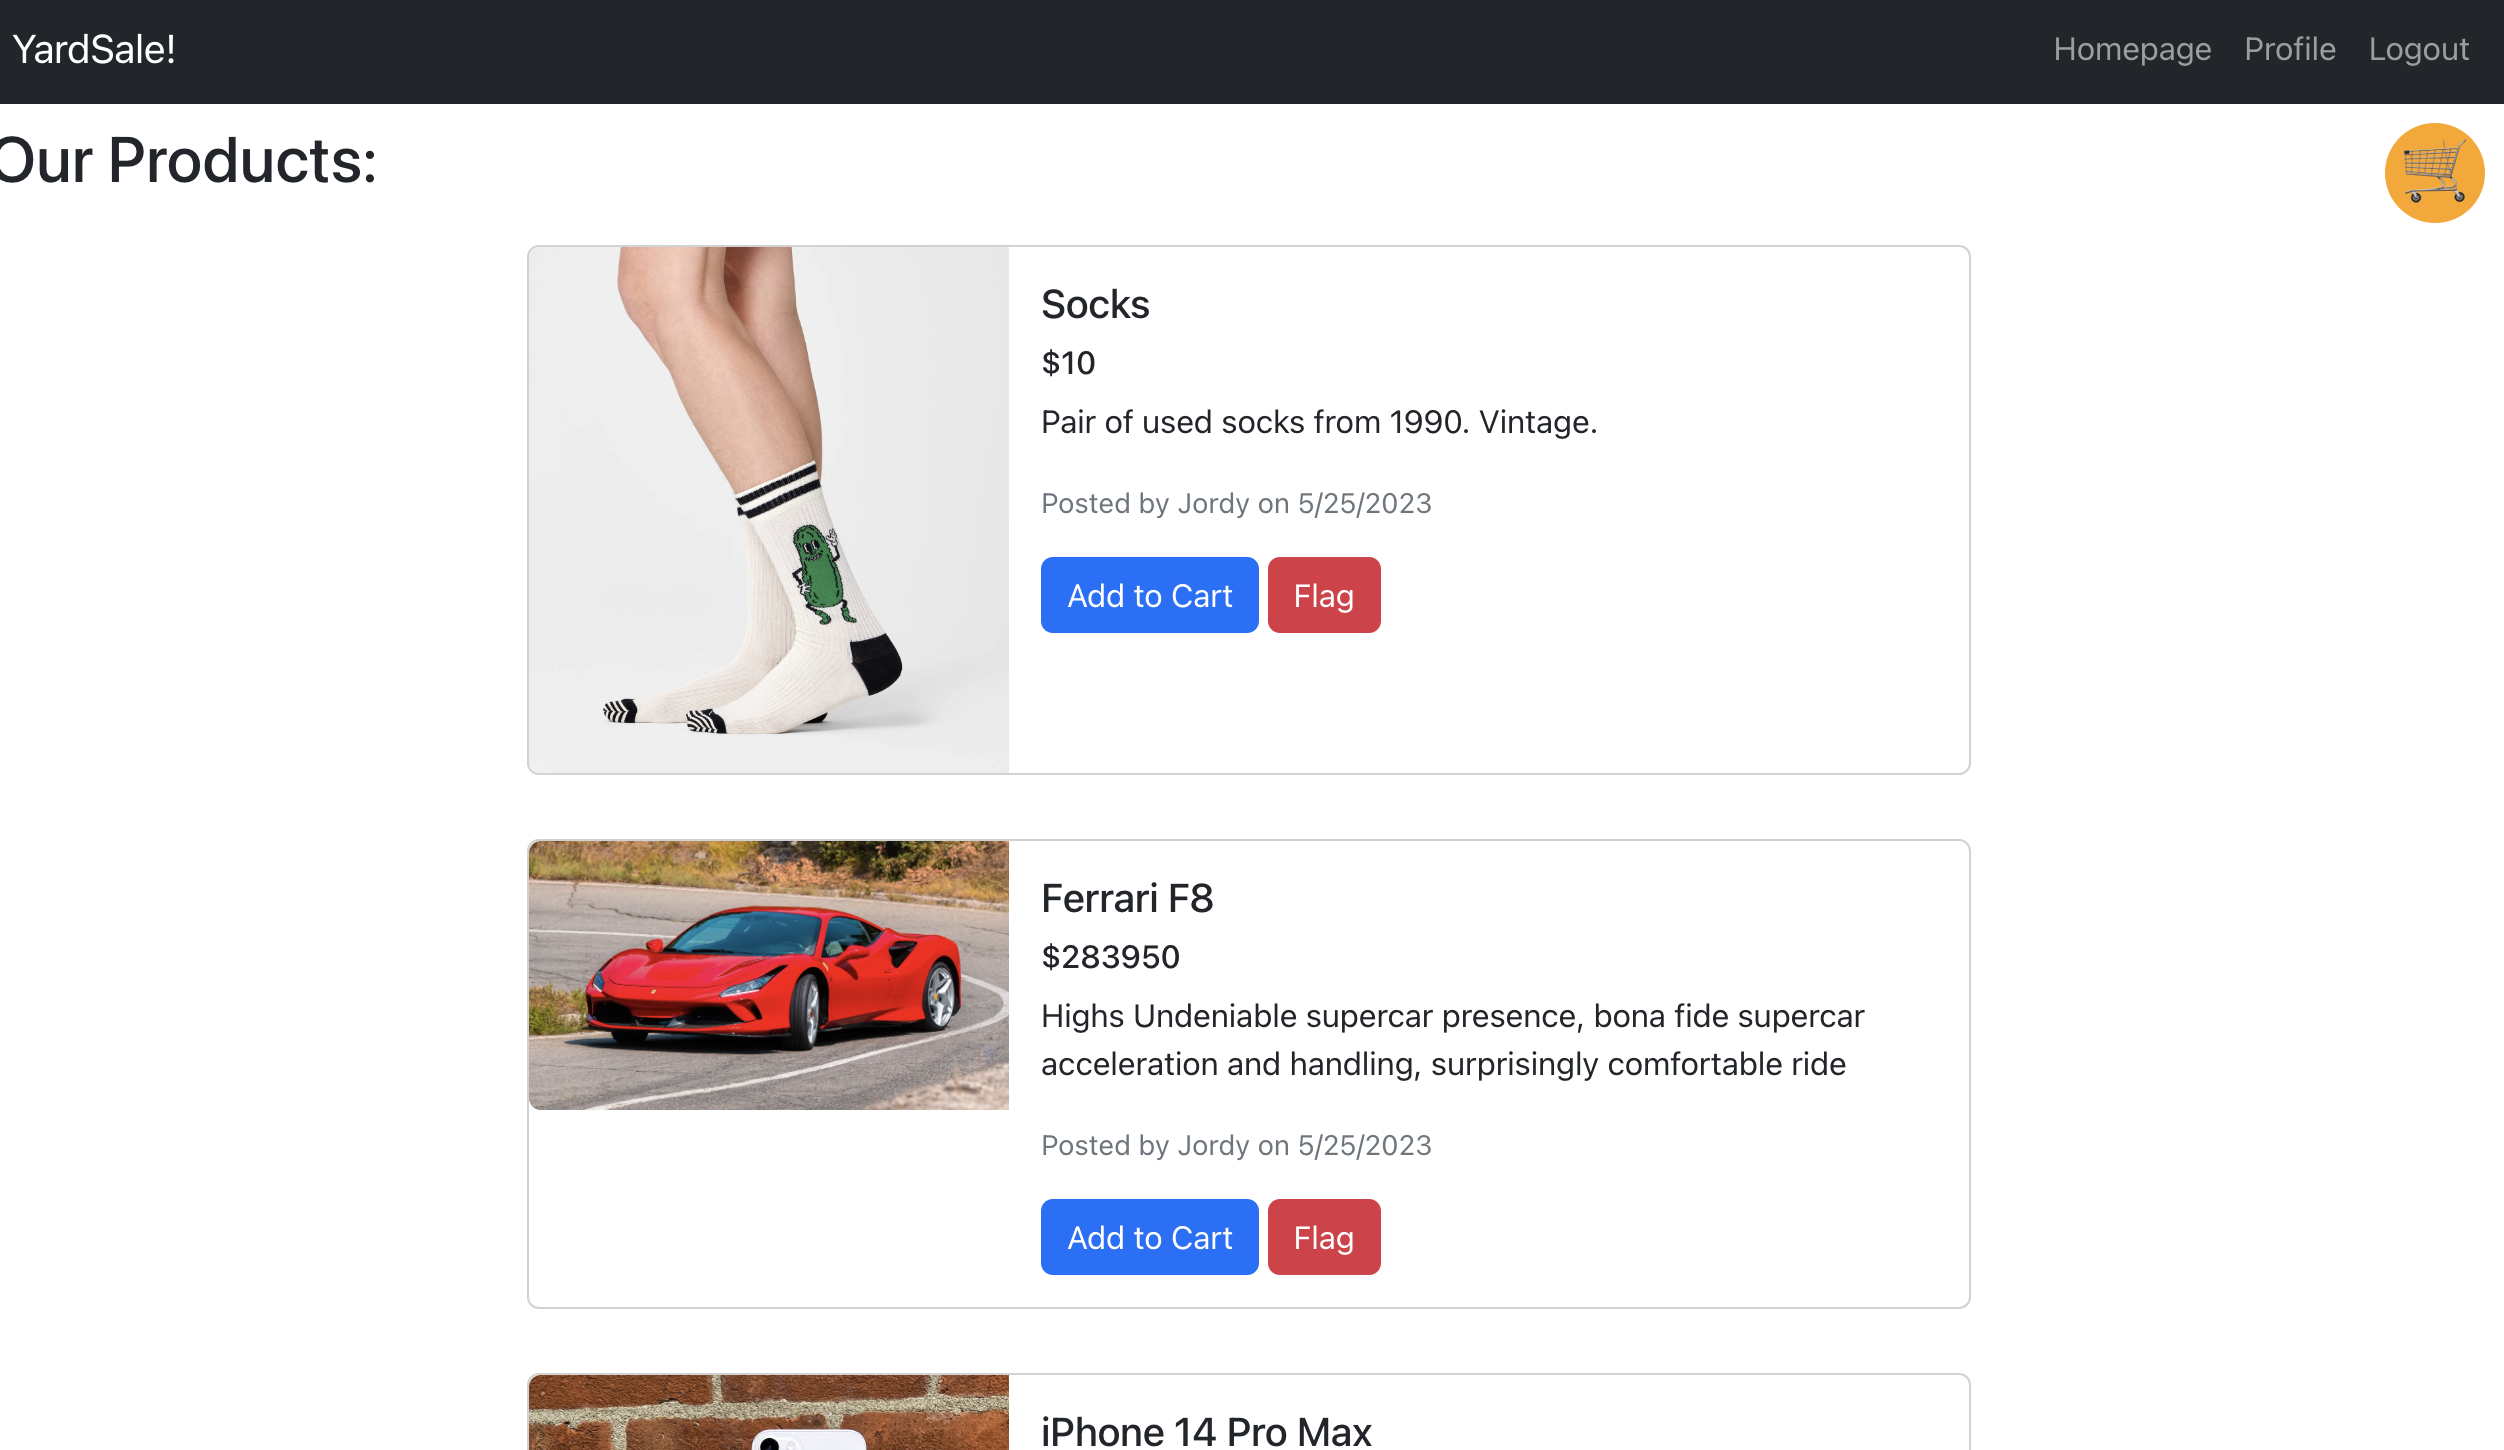 YardSale!
Homepage Profile Logout
Our Products:
Socks
$10
Pair of used socks from 1990. Vintage.
Posted by Jordy on 5/25/2023
Add to Cart Flag
Ferrari F8
$283950
Highs Undeniable supercar presence, bona fide supercar
acceleration and handling, surprisingly comfortable ride
Posted by Jordy on 5/25/2023
Add to Cart Flag
iPhone 14 Pro Max